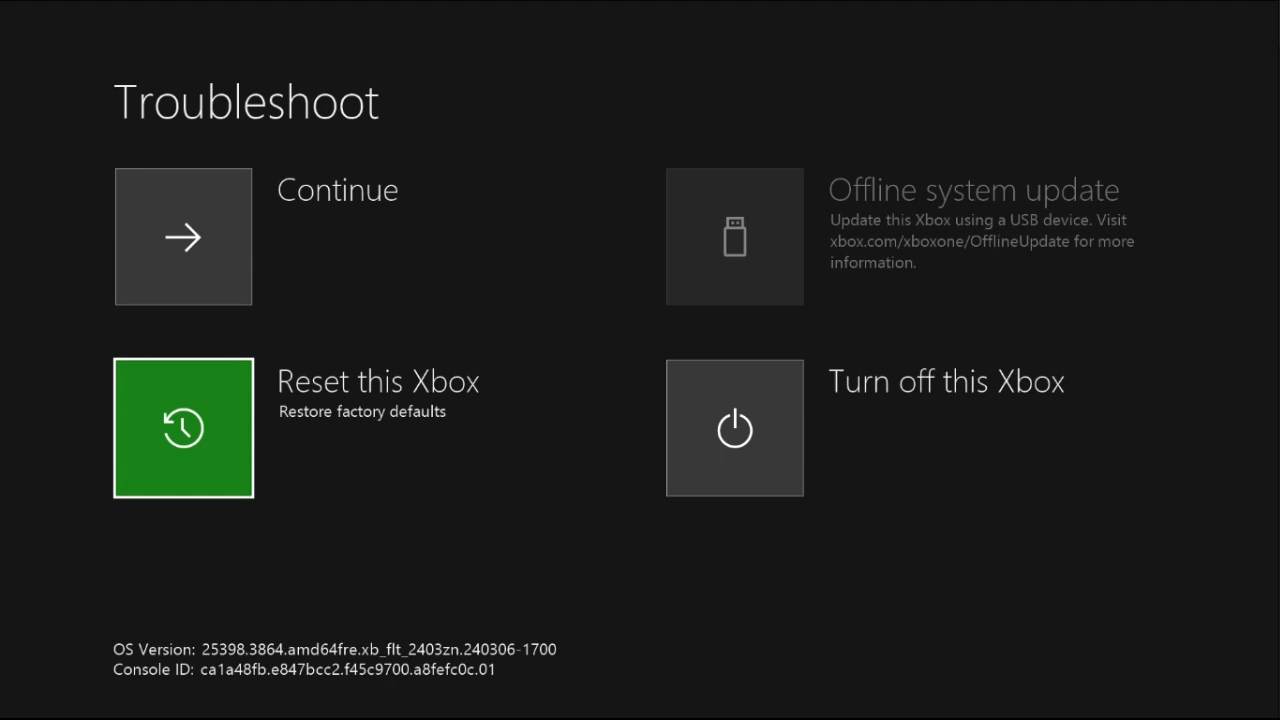 Troubleshoot
Continue
Offline system update
Update this Xbox using a USB device. Visit
xbox.com/xboxone/OfflineUpdate for more
information.
Reset this Xbox
Restore factory defaults
Turn off this Xbox
OS Version: 25398.3864.amd64fre.xb_flt_2403zn.240306-1700
Console ID: ca1a48fb.e847bcc2.f45c9700.a8fefc0c.01